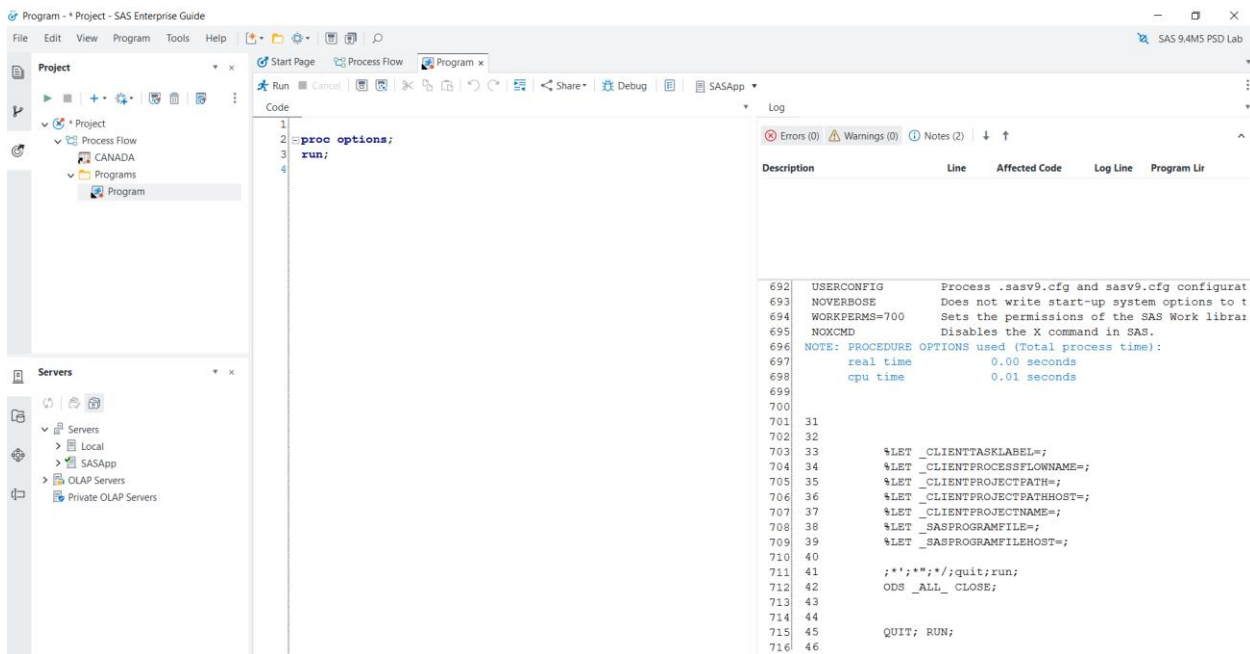 Program - * Project - SAS Enterprise Guide
File Edit View Program Tools Help
SAS 9.4M5 PSD Lab
Project
* Project
Process Flow
CANADA
Programs
Program
Servers
Servers
Local
SASApp
OLAP Servers
Private OLAP Servers
Start Page Process Flow Program
Run Cancel Share Debug SASApp
Code
1
2 proc options;
3 run;
4
Log
Errors (0) Warnings (0) Notes (2)
Description Line Affected Code Log Line Program Lir
692 USERCONFIG Process .sasv9.cfg and sasv9.cfg configurat
693 NOVERBOSE Does not write start-up system options to t
694 WORKPERMS=700 Sets the permissions of the SAS Work librar
695 NOXCMD Disables the X command in SAS.
696 NOTE: PROCEDURE OPTIONS used (Total process time):
697 real time 0.00 seconds
698 cpu time 0.01 seconds
699
700
701 31
702 32
703 33 %LET _CLIENTTASKLABEL=;
704 34 %LET _CLIENTPROCESSFLOWNAME=;
705 35 %LET _CLIENTPROJECTPATH=;
706 36 %LET _CLIENTPROJECTPATHHOST=;
707 37 %LET _CLIENTPROJECTNAME=;
708 38 %LET _SASPROGRAMFILE=;
709 39 %LET _SASPROGRAMFILEHOST=;
710 40
711 41 ;*';*";*/;quit;run;
712 42 ODS _ALL_ CLOSE;
713 43
714 44
715 45 QUIT; RUN;
716 46